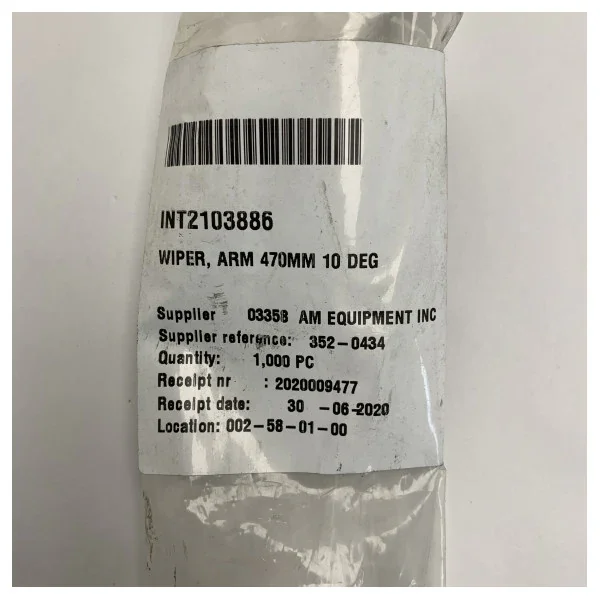 INT2103886
WIPER, ARM 470MM 10 DEG
Supplier 03358 AM EQUIPMENT INC
Supplier reference: 352-0434
Quantity: 1,000 PC
Receipt nr : 2020009477
Receipt date: 30 -06-2020
Location: 002-58-01-00